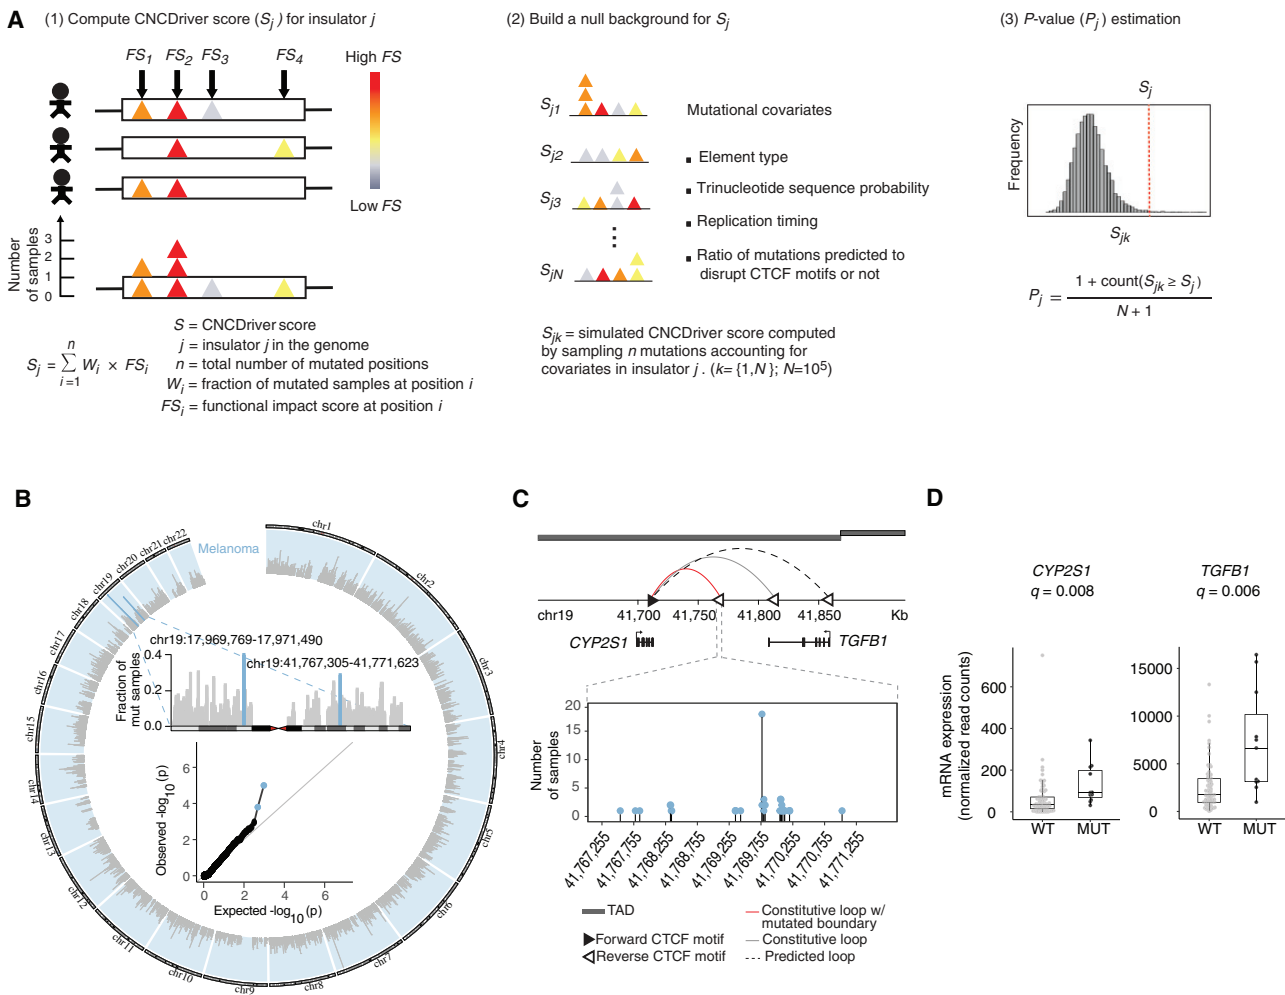 A
(1) Compute CNCDriver score (Sj) for insulator j
FS1 FS2 FS3 FS4
High FS
Low FS
Number of samples
3
2
1
0
S = CNCDriver score
j = insulator j in the genome
n = total number of mutated positions
Wi = fraction of mutated samples at position i
FSi = functional impact score at position i
Sj = n ∑ i=1 Wi × FSi
(2) Build a null background for Sj
Sj1
Sj2
Sj3
⋮
SjN
Mutational covariates
▪ Element type
▪ Trinucleotide sequence probability
▪ Replication timing
▪ Ratio of mutations predicted to
disrupt CTCF motifs or not
Sjk = simulated CNCDriver score computed
by sampling n mutations accounting for
covariates in insulator j. (k={1,N}; N=10⁵)
(3) P-value (Pj) estimation
Sj
Frequency
Sjk
Pj = 1 + count(Sjk ≥ Sj) / N + 1
B
Melanoma
chr1
chr2
chr3
chr4
chr5
chr6
chr7
chr8
chr9
chr10
chr11
chr12
chr13
chr14
chr15
chr16
chr17
chr18
chr19
chr20
chr21
chr22
chr19:17,969,769-17,971,490
chr19:41,767,305-41,771,623
Fraction of
mut samples
0.4
0.2
0.0
Observed -log10(p)
6
4
2
0
0 2 4 6
Expected -log10(p)
C
chr19 41,700 41,750 41,800 41,850 Kb
CYP2S1
TGFB1
Number
of samples
20
15
10
5
0
41,767,255
41,767,755
41,768,255
41,768,755
41,769,255
41,769,755
41,770,255
41,770,755
41,771,255
TAD
Forward CTCF motif
Reverse CTCF motif
Constitutive loop w/
mutated boundary
Constitutive loop
Predicted loop
D
CYP2S1
q = 0.008
TGFB1
q = 0.006
mRNA expression
(normalized read counts)
600
400
200
0
WT MUT
15000
10000
5000
0
WT MUT